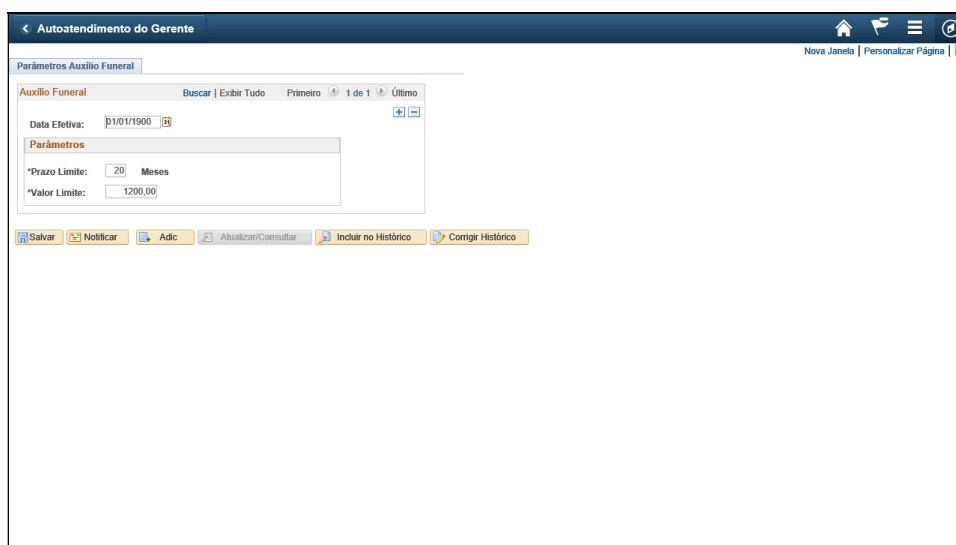 Autoatendimento do Gerente
Nova Janela | Personalizar Página |
Parâmetros Auxílio Funeral
Auxílio Funeral Buscar | Exibir Tudo Primeiro 1 de 1 Último
Data Efetiva: 01/01/1900 31
Parâmetros
*Prazo Limite: 20 Meses
*Valor Limite: 1200,00
Salvar Notificar Adic Atualizar/Consultar Incluir no Histórico Corrigir Histórico